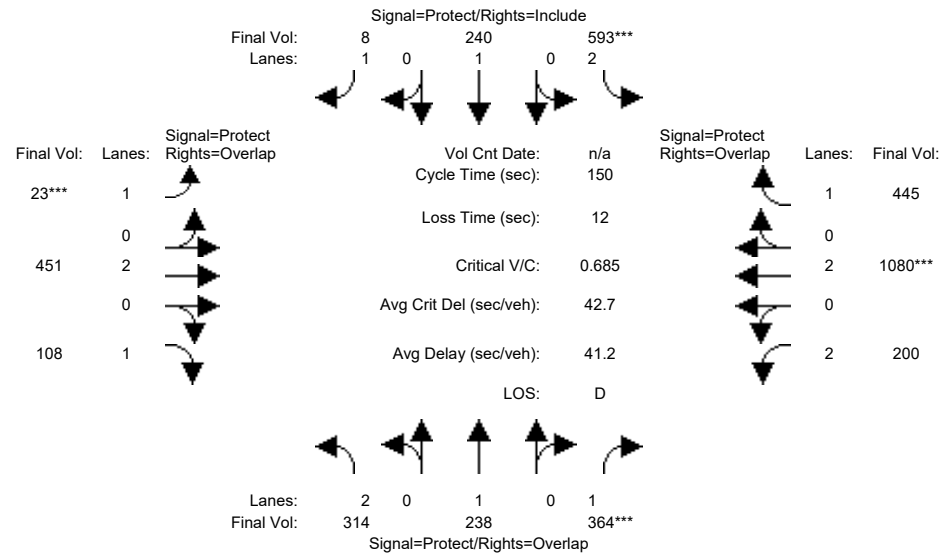 Signal=Protect/Rights=Include
Final Vol: 8 240 593***
Lanes: 1 0 1 0 2
Signal=Protect Signal=Protect
Final Vol: Lanes: Rights=Overlap Vol Cnt Date: n/a Rights=Overlap Lanes: Final Vol:
Cycle Time (sec): 150
23*** 1 1 445
Loss Time (sec): 12
0 0
451 2 Critical V/C: 0.685 2 1080***
0 Avg Crit Del (sec/veh): 42.7 0
108 1 Avg Delay (sec/veh): 41.2 2 200
LOS: D
Lanes: 2 0 1 0 1
Final Vol: 314 238 364***
Signal=Protect/Rights=Overlap